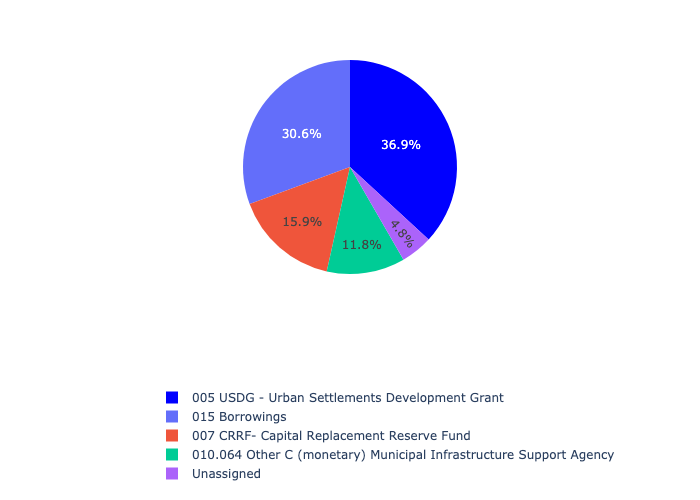 30.6%
36.9%
15.9%
4.8%
11.8%
005 USDG - Urban Settlements Development Grant
015 Borrowings
007 CRRF- Capital Replacement Reserve Fund
010.064 Other C (monetary) Municipal Infrastructure Support Agency
Unassigned